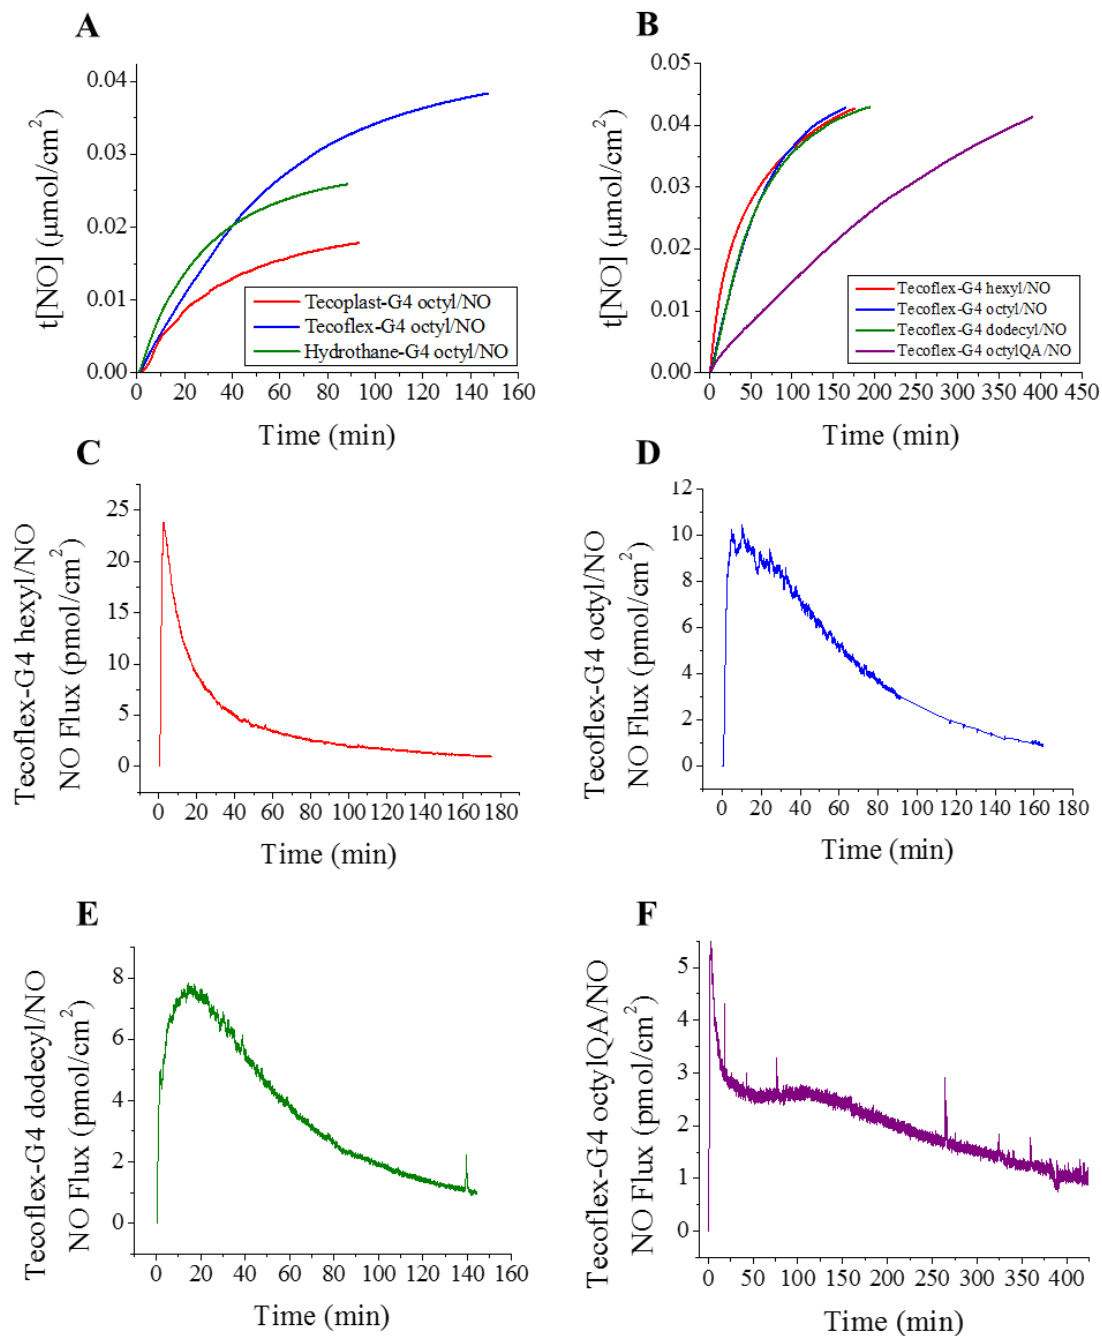 A
t[NO] (μmol/cm²)
0.04
0.03
0.02
0.01
0.00
Tecoplast-G4 octyl/NO
Tecoflex-G4 octyl/NO
Hydrothane-G4 octyl/NO
0 20 40 60 80 100 120 140 160
Time (min)
B
t[NO] (μmol/cm²)
0.05
0.04
0.03
0.02
0.01
0.00
Tecoflex-G4 hexyl/NO
Tecoflex-G4 octyl/NO
Tecoflex-G4 dodecyl/NO
Tecoflex-G4 octylQA/NO
0 50 100 150 200 250 300 350 400 450
Time (min)
C
Tecoflex-G4 hexyl/NO
NO Flux (pmol/cm²)
25
20
15
10
5
0
0 20 40 60 80 100 120 140 160 180
Time (min)
D
Tecoflex-G4 octyl/NO
NO Flux (pmol/cm²)
12
10
8
6
4
2
0
0 20 40 60 80 100 120 140 160 180
Time (min)
E
Tecoflex-G4 dodecyl/NO
NO Flux (pmol/cm²)
8
6
4
2
0
0 20 40 60 80 100 120 140 160
Time (min)
F
Tecoflex-G4 octylQA/NO
NO Flux (pmol/cm²)
5
4
3
2
1
0
0 50 100 150 200 250 300 350 400
Time (min)